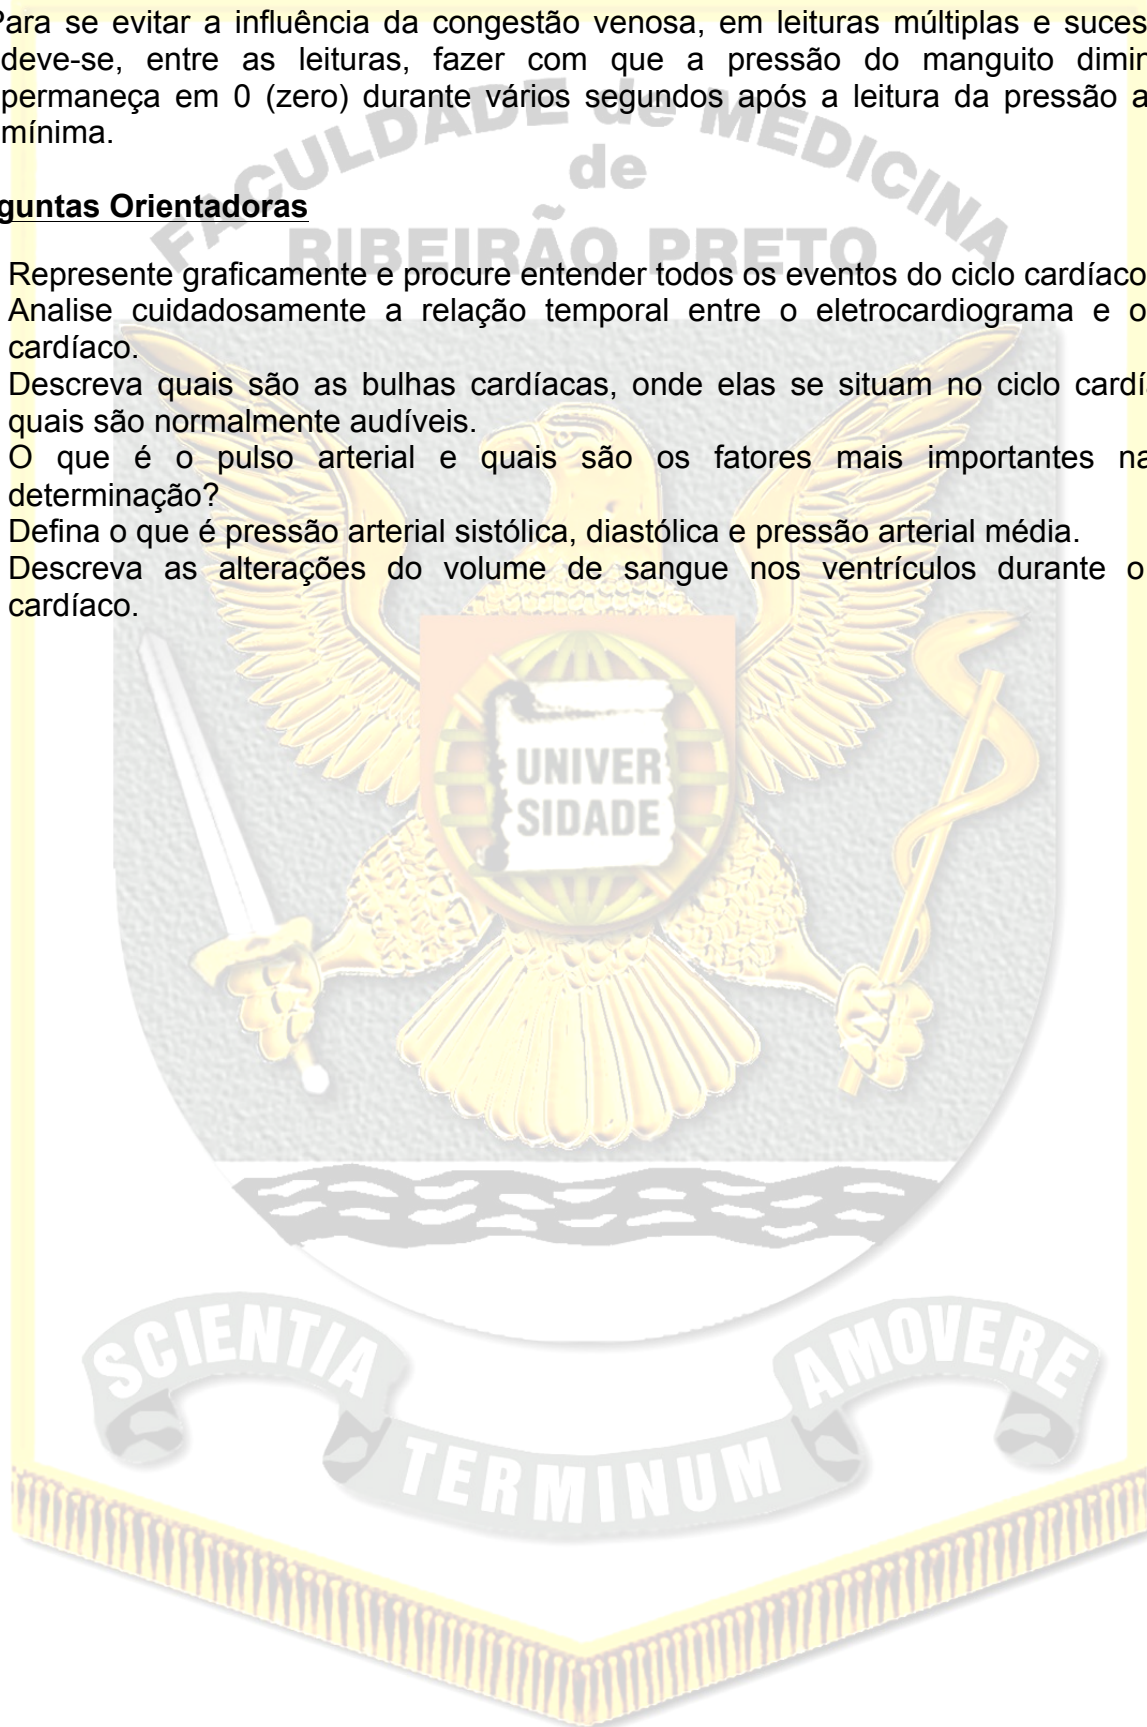 Para se evitar a influência da congestão venosa, em leituras múltiplas e suces
deve-se, entre as leituras, fazer com que a pressão do manguito dimin
permaneça em 0 (zero) durante vários segundos após a leitura da pressão a
mínima.
FACULDADE de MEDICINA
de
RIBEIRÃO PRETO
guntas Orientadoras
Represente graficamente e procure entender todos os eventos do ciclo cardíaco
Analise cuidadosamente a relação temporal entre o eletrocardiograma e o
cardíaco.
Descreva quais são as bulhas cardíacas, onde elas se situam no ciclo cardí
quais são normalmente audíveis.
O que é o pulso arterial e quais são os fatores mais importantes na
determinação?
Defina o que é pressão arterial sistólica, diastólica e pressão arterial média.
Descreva as alterações do volume de sangue nos ventrículos durante o
cardíaco.
UNIVER
SIDADE
SCIENTIA
AMOVERE
TERMINUM